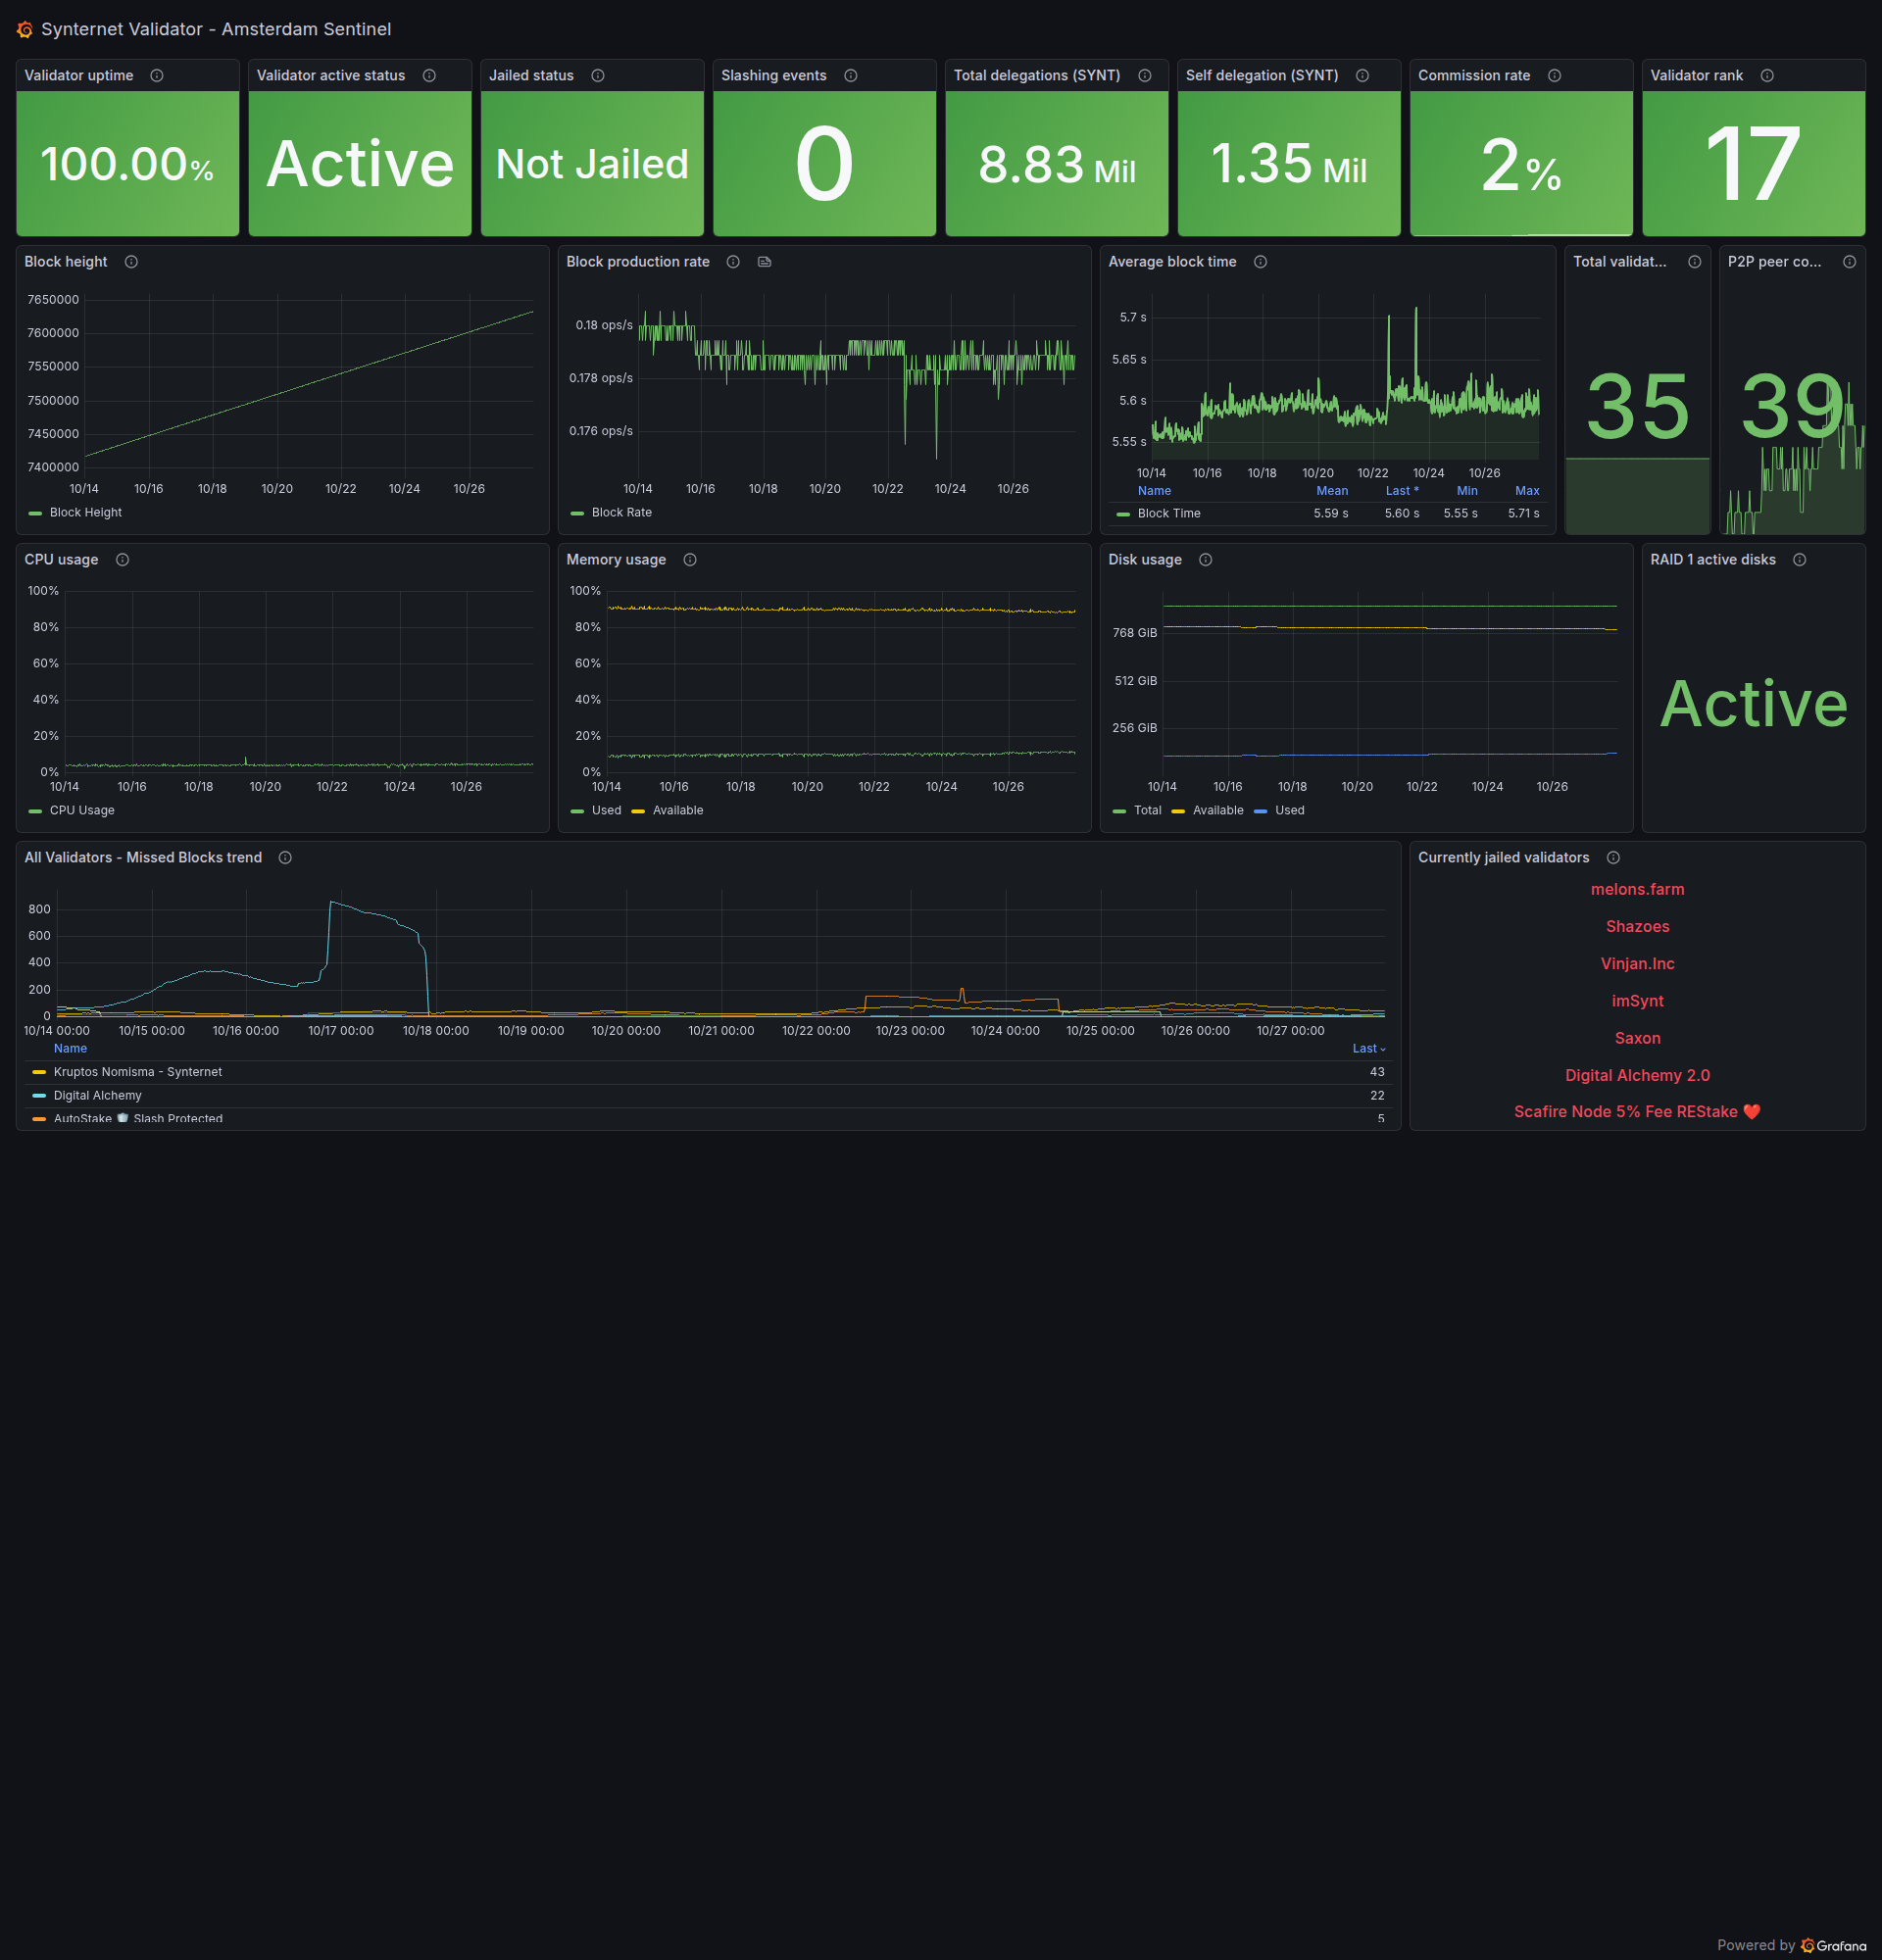 Synternet Validator - Amsterdam Sentinel
Validator uptime
100.00%
Validator active status
Active
Jailed status
Not Jailed
Slashing events
0
Total delegations (SYNT)
8.83 Mil
Self delegation (SYNT)
1.35 Mil
Commission rate
2%
Validator rank
17
Block height
7650000
7600000
7550000
7500000
7450000
7400000
10/14 10/16 10/18 10/20 10/22 10/24 10/26
Block Height
Block production rate
0.18 ops/s
0.178 ops/s
0.176 ops/s
10/14 10/16 10/18 10/20 10/22 10/24 10/26
Block Rate
Average block time
5.7 s
5.65 s
5.6 s
5.55 s
10/14 10/16 10/18 10/20 10/22 10/24 10/26
Name Mean Last * Min Max
Block Time 5.59 s 5.60 s 5.55 s 5.71 s
Total validat...
35
P2P peer co...
39
CPU usage
100%
80%
60%
40%
20%
0%
10/14 10/16 10/18 10/20 10/22 10/24 10/26
CPU Usage
Memory usage
100%
80%
60%
40%
20%
0%
10/14 10/16 10/18 10/20 10/22 10/24 10/26
Used Available
Disk usage
768 GiB
512 GiB
256 GiB
10/14 10/16 10/18 10/20 10/22 10/24 10/26
Total Available Used
RAID 1 active disks
Active
All Validators - Missed Blocks trend
800
600
400
200
0
10/14 00:00 10/15 00:00 10/16 00:00 10/17 00:00 10/18 00:00 10/19 00:00 10/20 00:00 10/21 00:00 10/22 00:00 10/23 00:00 10/24 00:00 10/25 00:00 10/26 00:00 10/27 00:00
Name Last
Kruptos Nomisma - Synternet 43
Digital Alchemy 22
AutoStake 🛡️ Slash Protected 5
Currently jailed validators
melons.farm
Shazoes
Vinjan.Inc
imSynt
Saxon
Digital Alchemy 2.0
Scafire Node 5% Fee REStake ❤️
Powered by Grafana